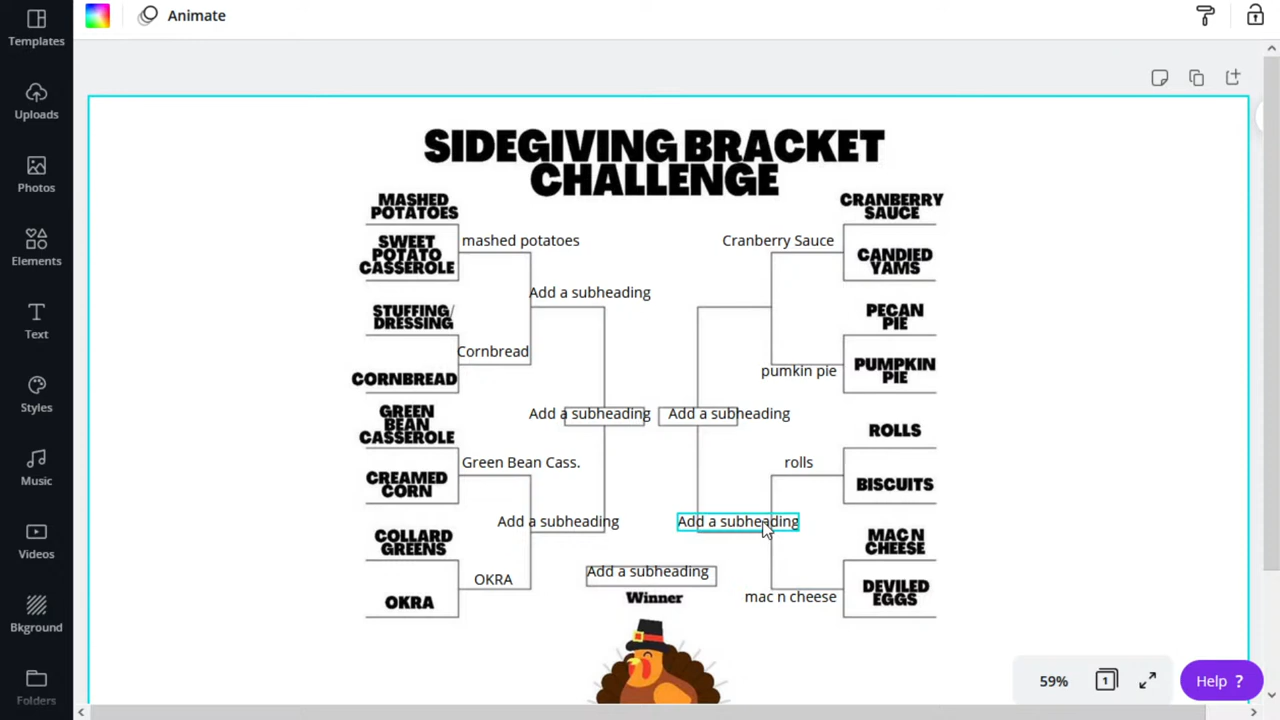 Animate
Templates
Uploads
Photos
Elements
Text
Styles
Music
Videos
Bkground
Folders
SIDEGIVING BRACKET
CHALLENGE
MASHED
POTATOES
SWEET
POTATO
CASSEROLE
STUFFING/
DRESSING
CORNBREAD
GREEN
BEAN
CASSEROLE
CREAMED
CORN
COLLARD
GREENS
OKRA
mashed potatoes
Cornbread
Green Bean Cass.
OKRA
Add a subheading
Add a subheading
Add a subheading
Add a subheading
Add a subheading
Add a subheading
Winner
Cranberry Sauce
pumkin pie
rolls
mac n cheese
CRANBERRY
SAUCE
CANDIED
YAMS
PECAN
PIE
PUMPKIN
PIE
ROLLS
BISCUITS
MAC N
CHEESE
DEVILED
EGGS
59%
1
Help ?